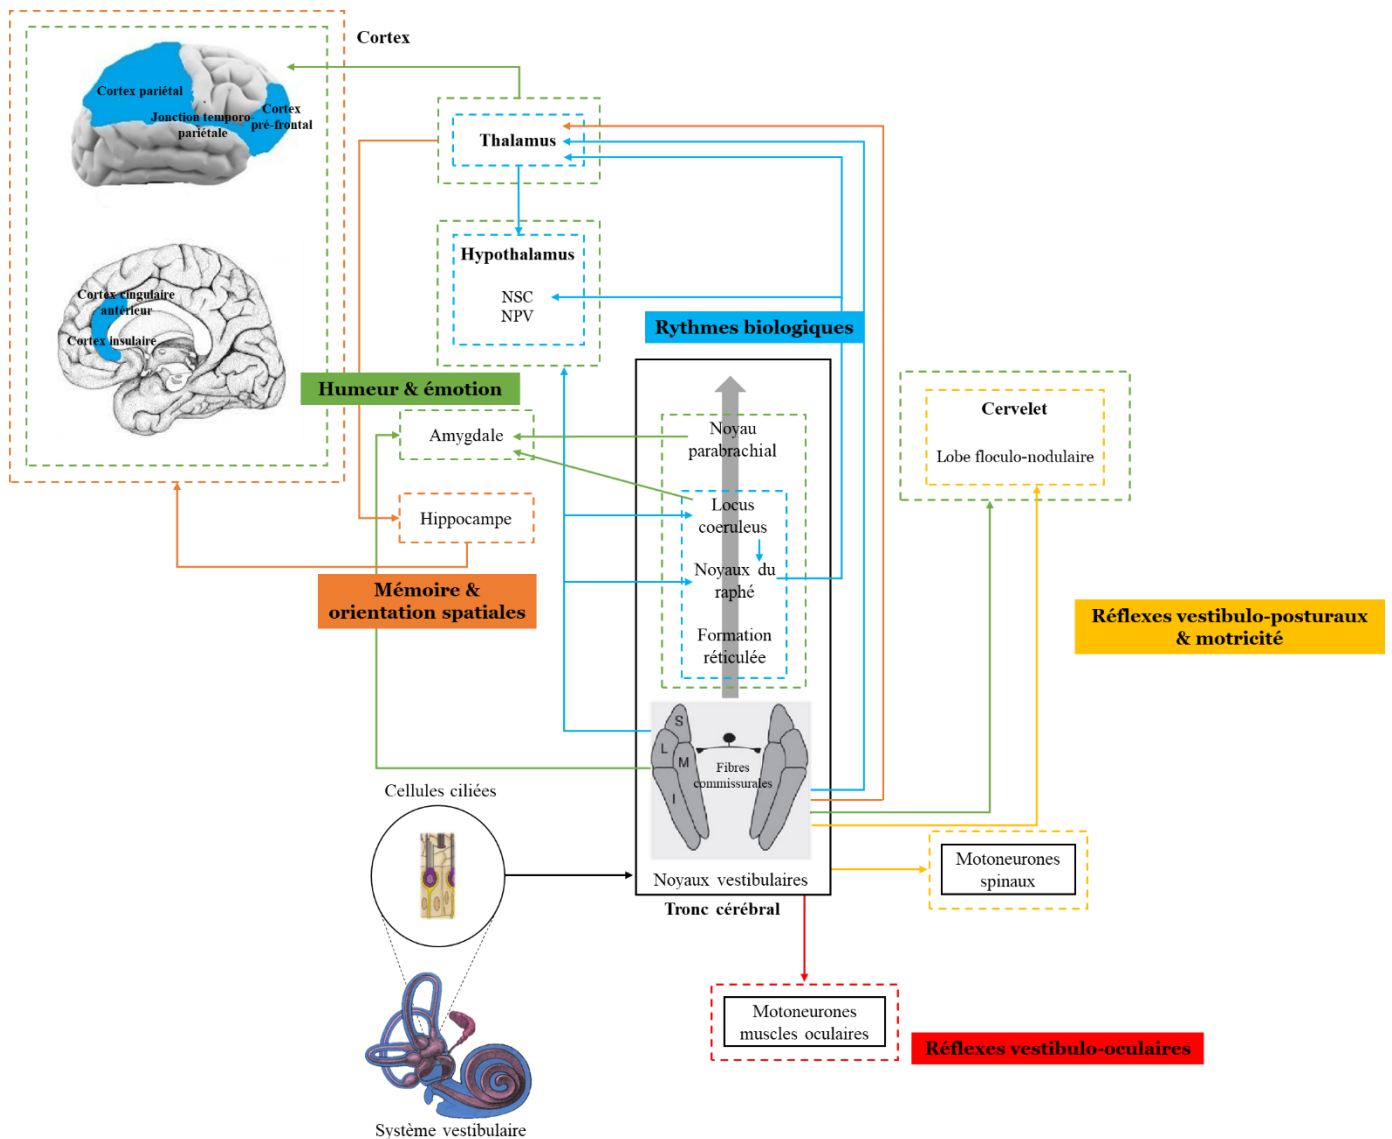 Cortex
Cortex pariétal
Cortex
pré-frontal
Jonction temporo-
pariétale
Thalamus
Cortex cingulaire
antérieur
Cortex insulaire
Hypothalamus
NSC
NPV
Rythmes biologiques
Humeur & émotion
Amygdale
Noyau
parabrachial
Cervelet
Lobe floculo-nodulaire
Hippocampe
Locus
coeruleus
Noyaux du
raphé
Mémoire &
orientation spatiales
Formation
réticulée
Réflexes vestibulo-posturaux
& motricité
S
L
M
I
Fibres
commissurales
Cellules ciliées
Noyaux vestibulaires
Tronc cérébral
Motoneurones
spinaux
Motoneurones
muscles oculaires
Réflexes vestibulo-oculaires
Système vestibulaire